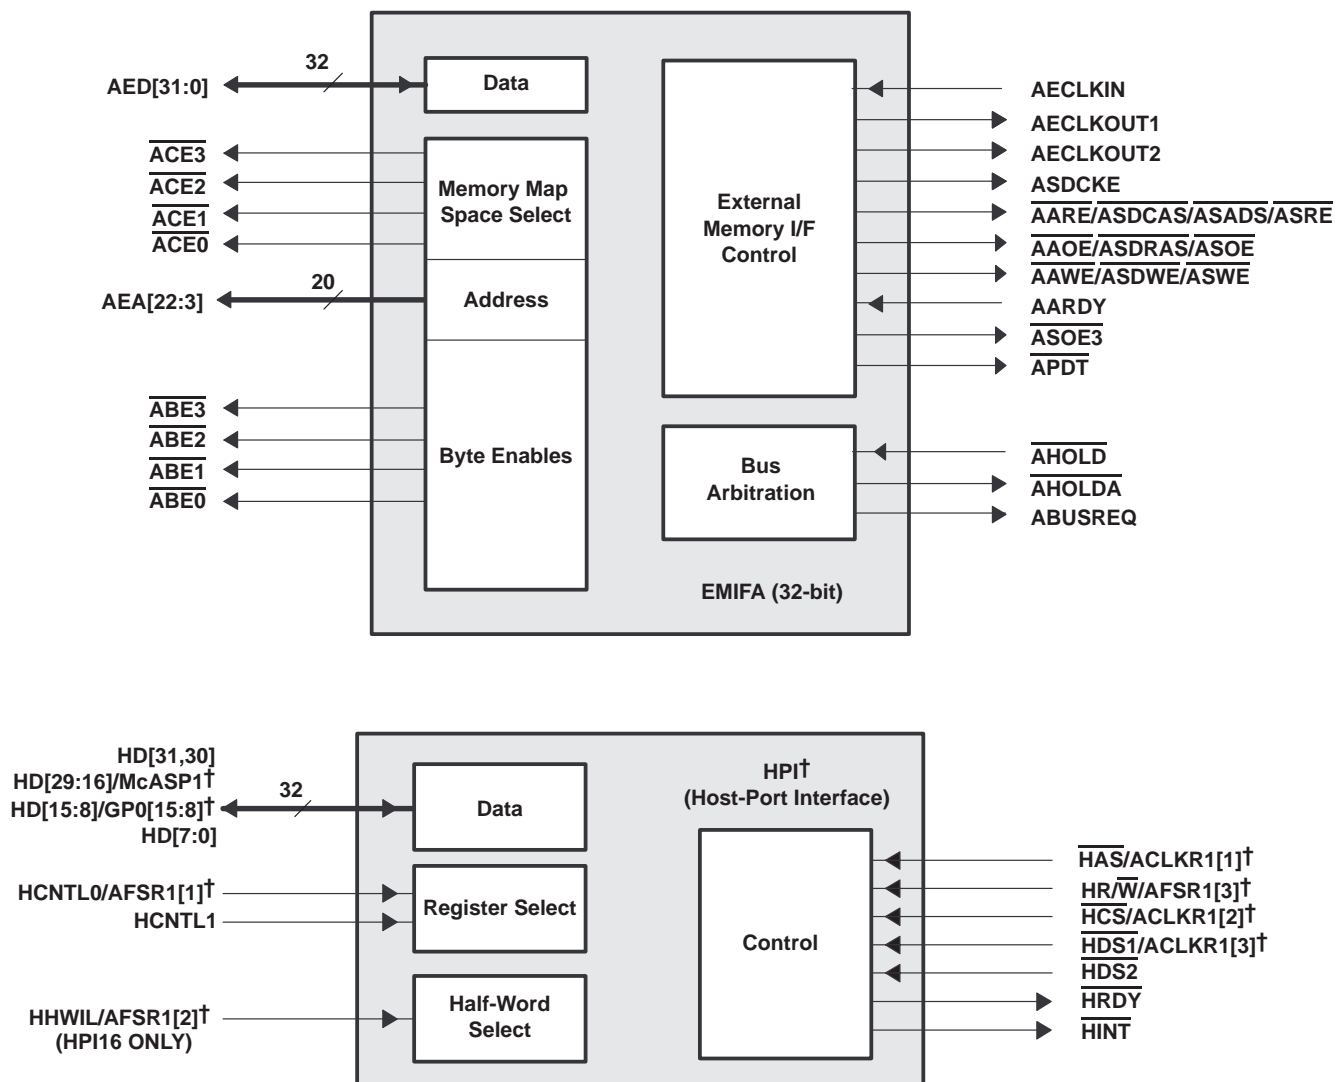 32
AED[31:0]
Data
ACE3
ACE2
ACE1
ACE0
Memory Map
Space Select
20
AEA[22:3]
Address
ABE3
ABE2
ABE1
ABE0
Byte Enables
External
Memory I/F
Control
AECLKIN
AECLKOUT1
AECLKOUT2
ASDCKE
AARE/ASDCAS/ASADS/ASRE
AAOE/ASDRAS/ASOE
AAWE/ASDWE/ASWE
AARDY
ASOE3
APDT
Bus
Arbitration
AHOLD
AHOLDA
ABUSREQ
EMIFA (32-bit)
HD[31,30]
HD[29:16]/McASP1†
HD[15:8]/GP0[15:8]†
HD[7:0]
32
Data
HPI†
(Host-Port Interface)
HCNTL0/AFSR1[1]†
HCNTL1
Register Select
HHWIL/AFSR1[2]†
(HPI16 ONLY)
Half-Word
Select
Control
HAS/ACLKR1[1]†
HR/W/AFSR1[3]†
HCS/ACLKR1[2]†
HDS1/ACLKR1[3]†
HDS2
HRDY
HINT